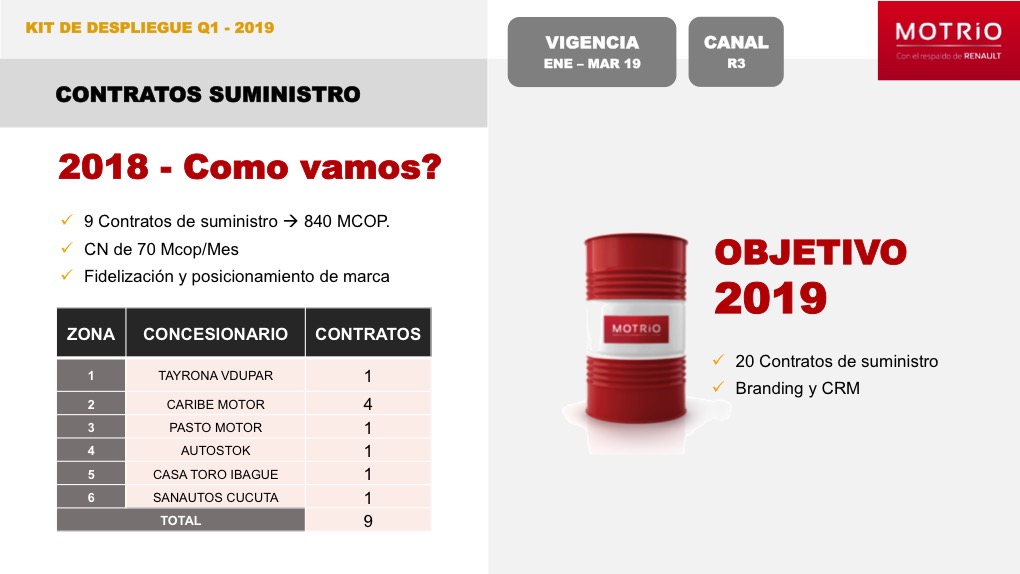 KIT DE DESPLIEGUE Q1 - 2019
VIGENCIA
ENE – MAR 19
CANAL
R3
MOTRIO
Con el respaldo de RENAULT
CONTRATOS SUMINISTRO
2018 - Como vamos?
✓ 9 Contratos de suministro → 840 MCOP.
✓ CN de 70 Mcop/Mes
✓ Fidelización y posicionamiento de marca
ZONA CONCESIONARIO CONTRATOS
1 TAYRONA VDUPAR 1
2 CARIBE MOTOR 4
3 PASTO MOTOR 1
4 AUTOSTOK 1
5 CASA TORO IBAGUE 1
6 SANAUTOS CUCUTA 1
TOTAL 9
MOTRIO
OBJETIVO
2019
✓ 20 Contratos de suministro
✓ Branding y CRM